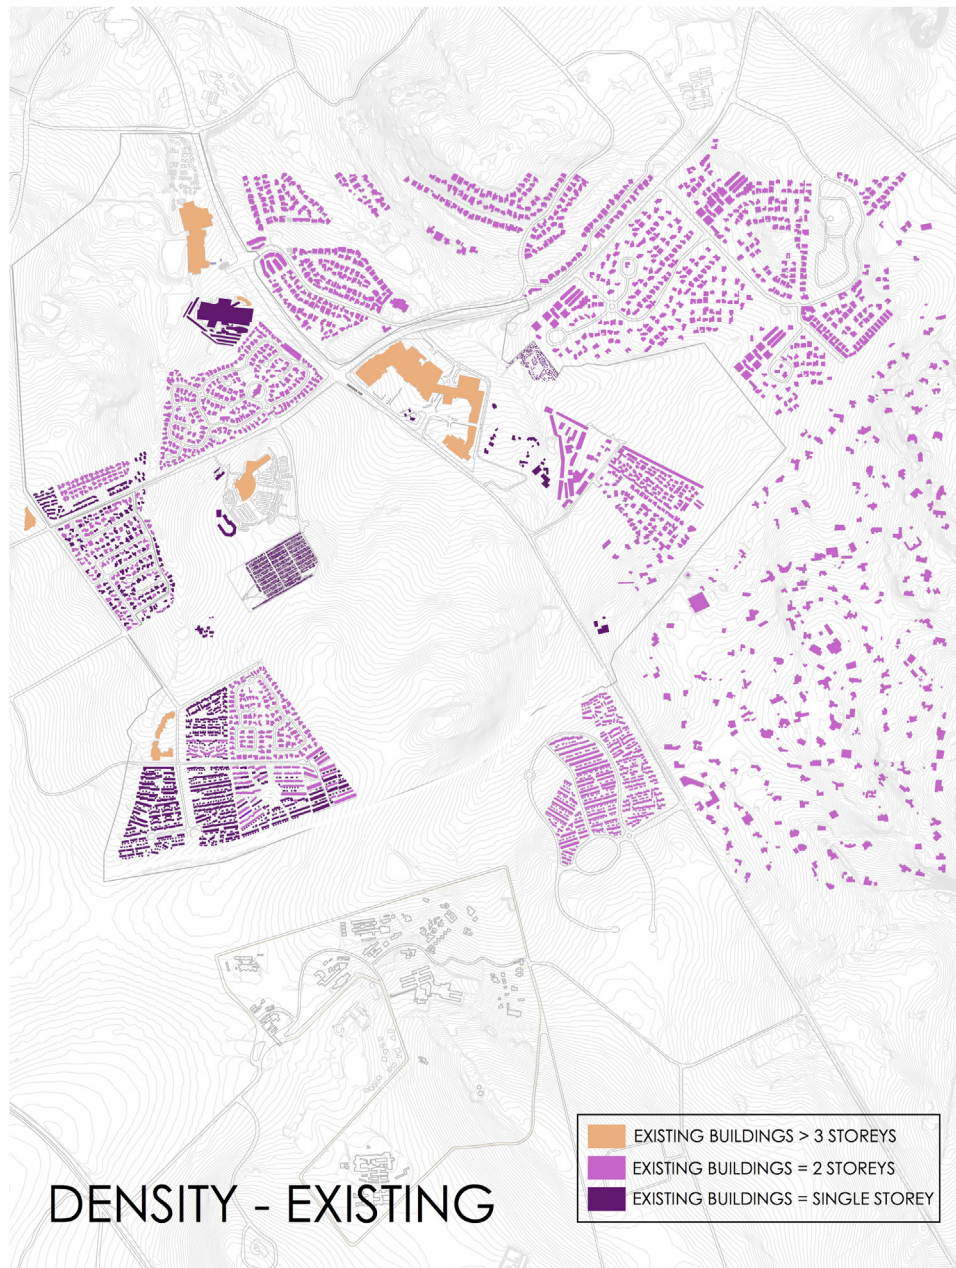 EXISTING BUILDINGS > 3 STOREYS
EXISTING BUILDINGS = 2 STOREYS
EXISTING BUILDINGS = SINGLE STOREY
DENSITY - EXISTING